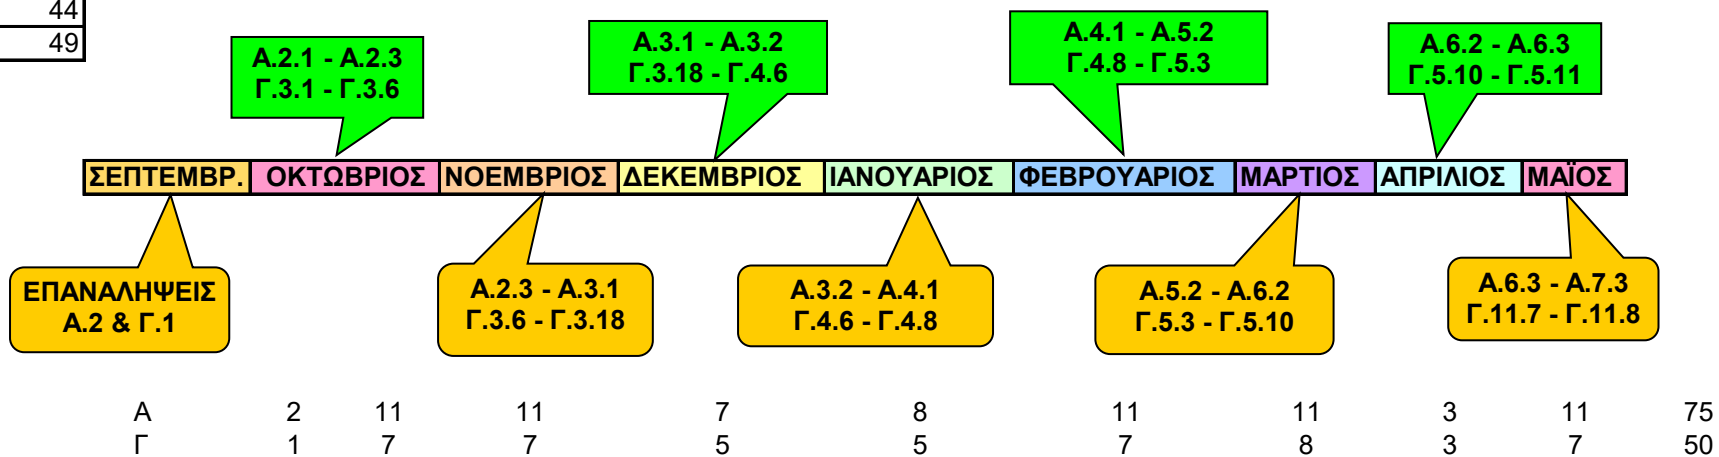 44
49
Α.2.1 - Α.2.3
Γ.3.1 - Γ.3.6
Α.3.1 - Α.3.2
Γ.3.18 - Γ.4.6
Α.4.1 - Α.5.2
Γ.4.8 - Γ.5.3
Α.6.2 - Α.6.3
Γ.5.10 - Γ.5.11
ΣΕΠΤΕΜΒΡ. ΟΚΤΩΒΡΙΟΣ ΝΟΕΜΒΡΙΟΣ ΔΕΚΕΜΒΡΙΟΣ ΙΑΝΟΥΑΡΙΟΣ ΦΕΒΡΟΥΑΡΙΟΣ ΜΑΡΤΙΟΣ ΑΠΡΙΛΙΟΣ ΜΑΪΟΣ
ΕΠΑΝΑΛΗΨΕΙΣ
Α.2 & Γ.1
Α.2.3 - Α.3.1
Γ.3.6 - Γ.3.18
Α.3.2 - Α.4.1
Γ.4.6 - Γ.4.8
Α.5.2 - Α.6.2
Γ.5.3 - Γ.5.10
Α.6.3 - Α.7.3
Γ.11.7 - Γ.11.8
Α 2 11 11 7 8 11 11 3 11 75
Γ 1 7 7 5 5 7 8 3 7 50